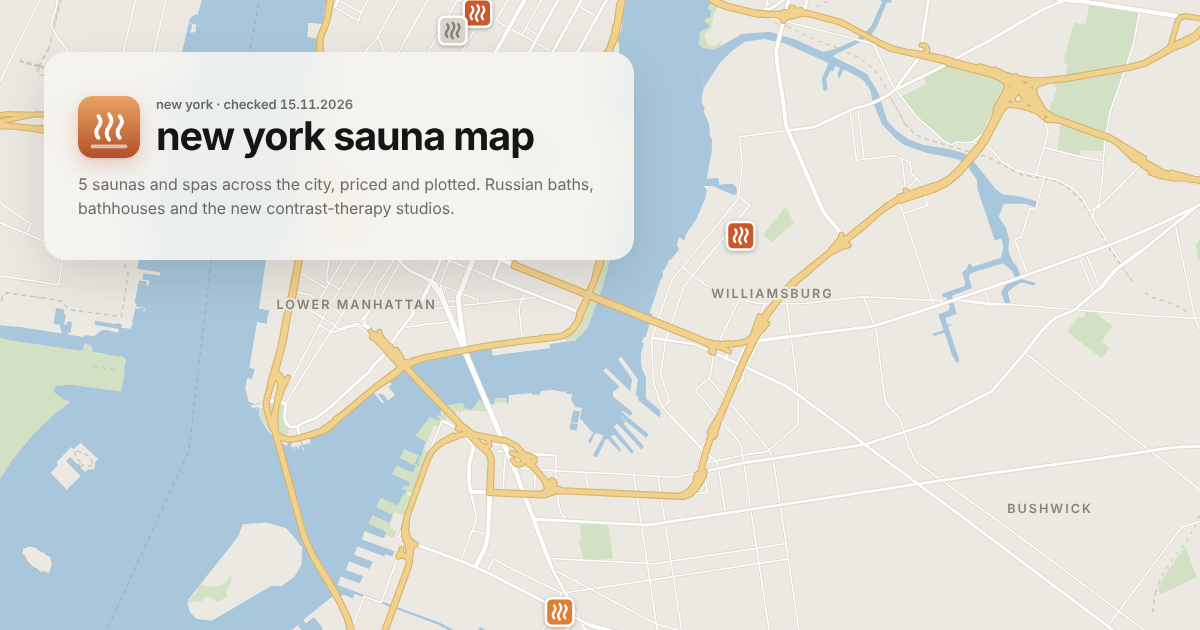 new york · checked 15.11.2026
new york sauna map
5 saunas and spas across the city, priced and plotted. Russian baths,
bathhouses and the new contrast-therapy studios.
LOWER MANHATTAN
WILLIAMSBURG
BUSHWICK